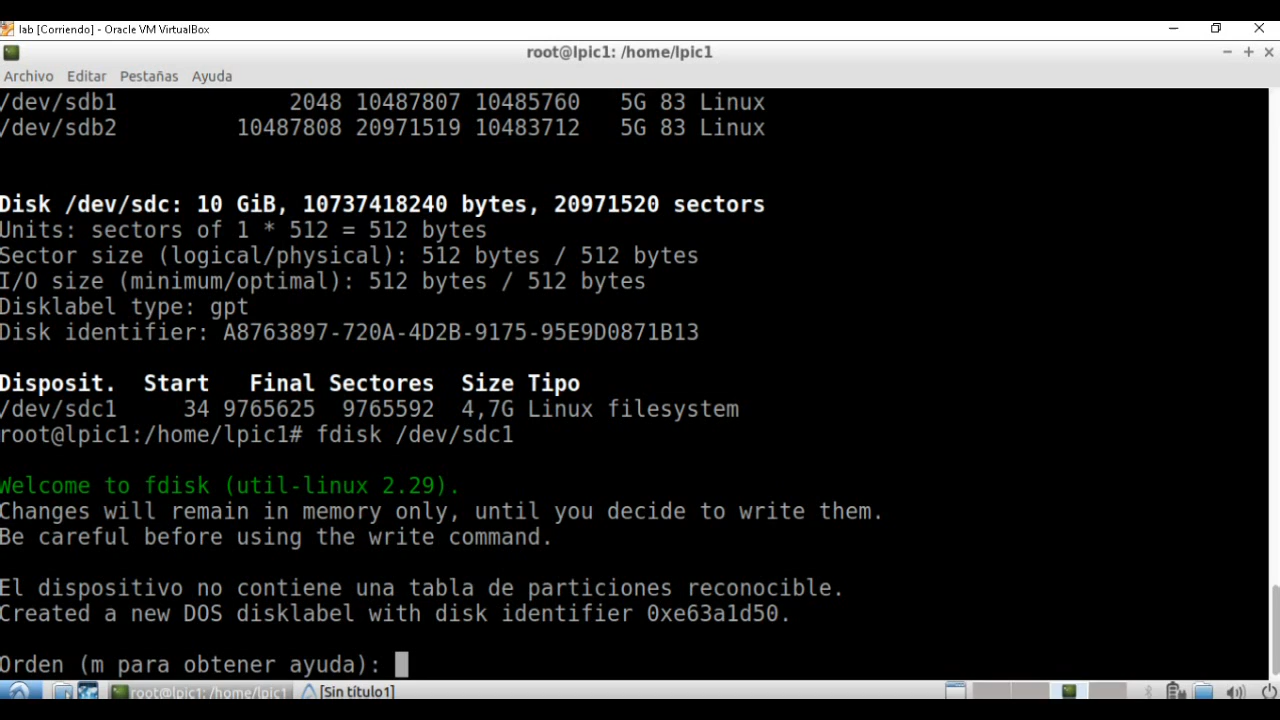 lab [Corriendo] - Oracle VM VirtualBox
root@lpic1: /home/lpic1
Archivo Editar Pestañas Ayuda
/dev/sdb1 2048 10487807 10485760 5G 83 Linux
/dev/sdb2 10487808 20971519 10483712 5G 83 Linux
Disk /dev/sdc: 10 GiB, 10737418240 bytes, 20971520 sectors
Units: sectors of 1 * 512 = 512 bytes
Sector size (logical/physical): 512 bytes / 512 bytes
I/O size (minimum/optimal): 512 bytes / 512 bytes
Disklabel type: gpt
Disk identifier: A8763897-720A-4D2B-9175-95E9D0871B13
Disposit. Start Final Sectores Size Tipo
/dev/sdc1 34 9765625 9765592 4,7G Linux filesystem
root@lpic1:/home/lpic1# fdisk /dev/sdc1
Welcome to fdisk (util-linux 2.29).
Changes will remain in memory only, until you decide to write them.
Be careful before using the write command.
El dispositivo no contiene una tabla de particiones reconocible.
Created a new DOS disklabel with disk identifier 0xe63a1d50.
Orden (m para obtener ayuda):
root@lpic1: /home/lpic1 [Sin título1]